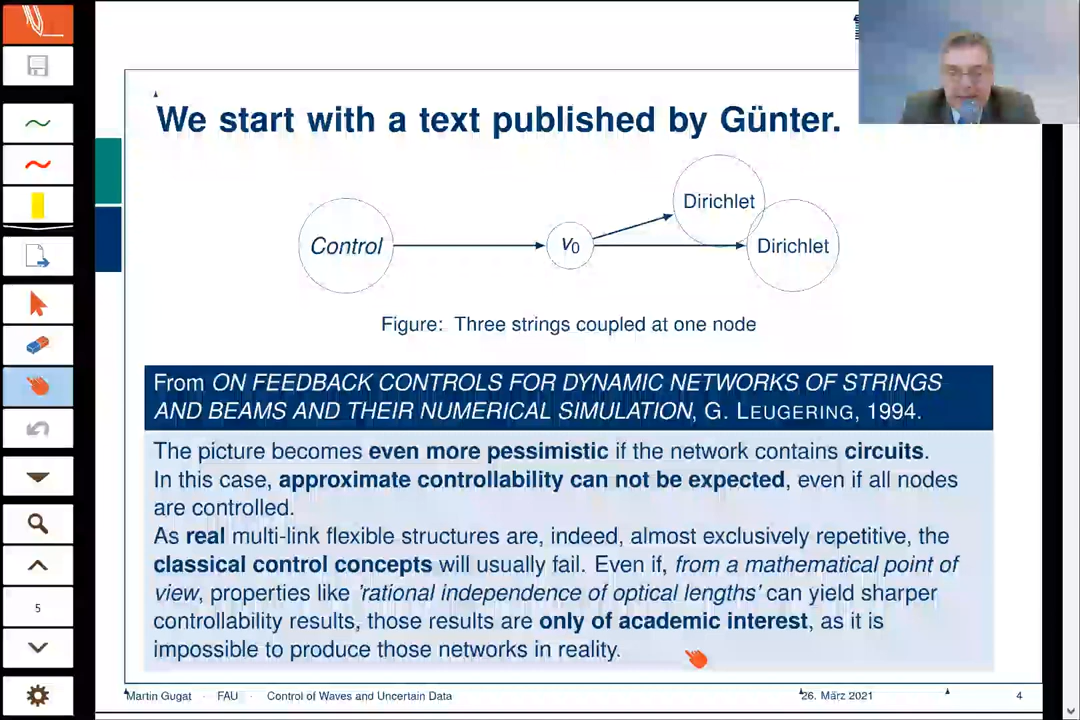 We start with a text published by Günter.
Control
v0
Dirichlet
Dirichlet
Figure: Three strings coupled at one node
From ON FEEDBACK CONTROLS FOR DYNAMIC NETWORKS OF STRINGS
AND BEAMS AND THEIR NUMERICAL SIMULATION, G. LEUGERING, 1994.
The picture becomes even more pessimistic if the network contains circuits.
In this case, approximate controllability can not be expected, even if all nodes
are controlled.
As real multi-link flexible structures are, indeed, almost exclusively repetitive, the
classical control concepts will usually fail. Even if, from a mathematical point of
view, properties like 'rational independence of optical lengths' can yield sharper
controllability results, those results are only of academic interest, as it is
impossible to produce those networks in reality.
5
Martin Gugat · FAU · Control of Waves and Uncertain Data
26. März 2021
4